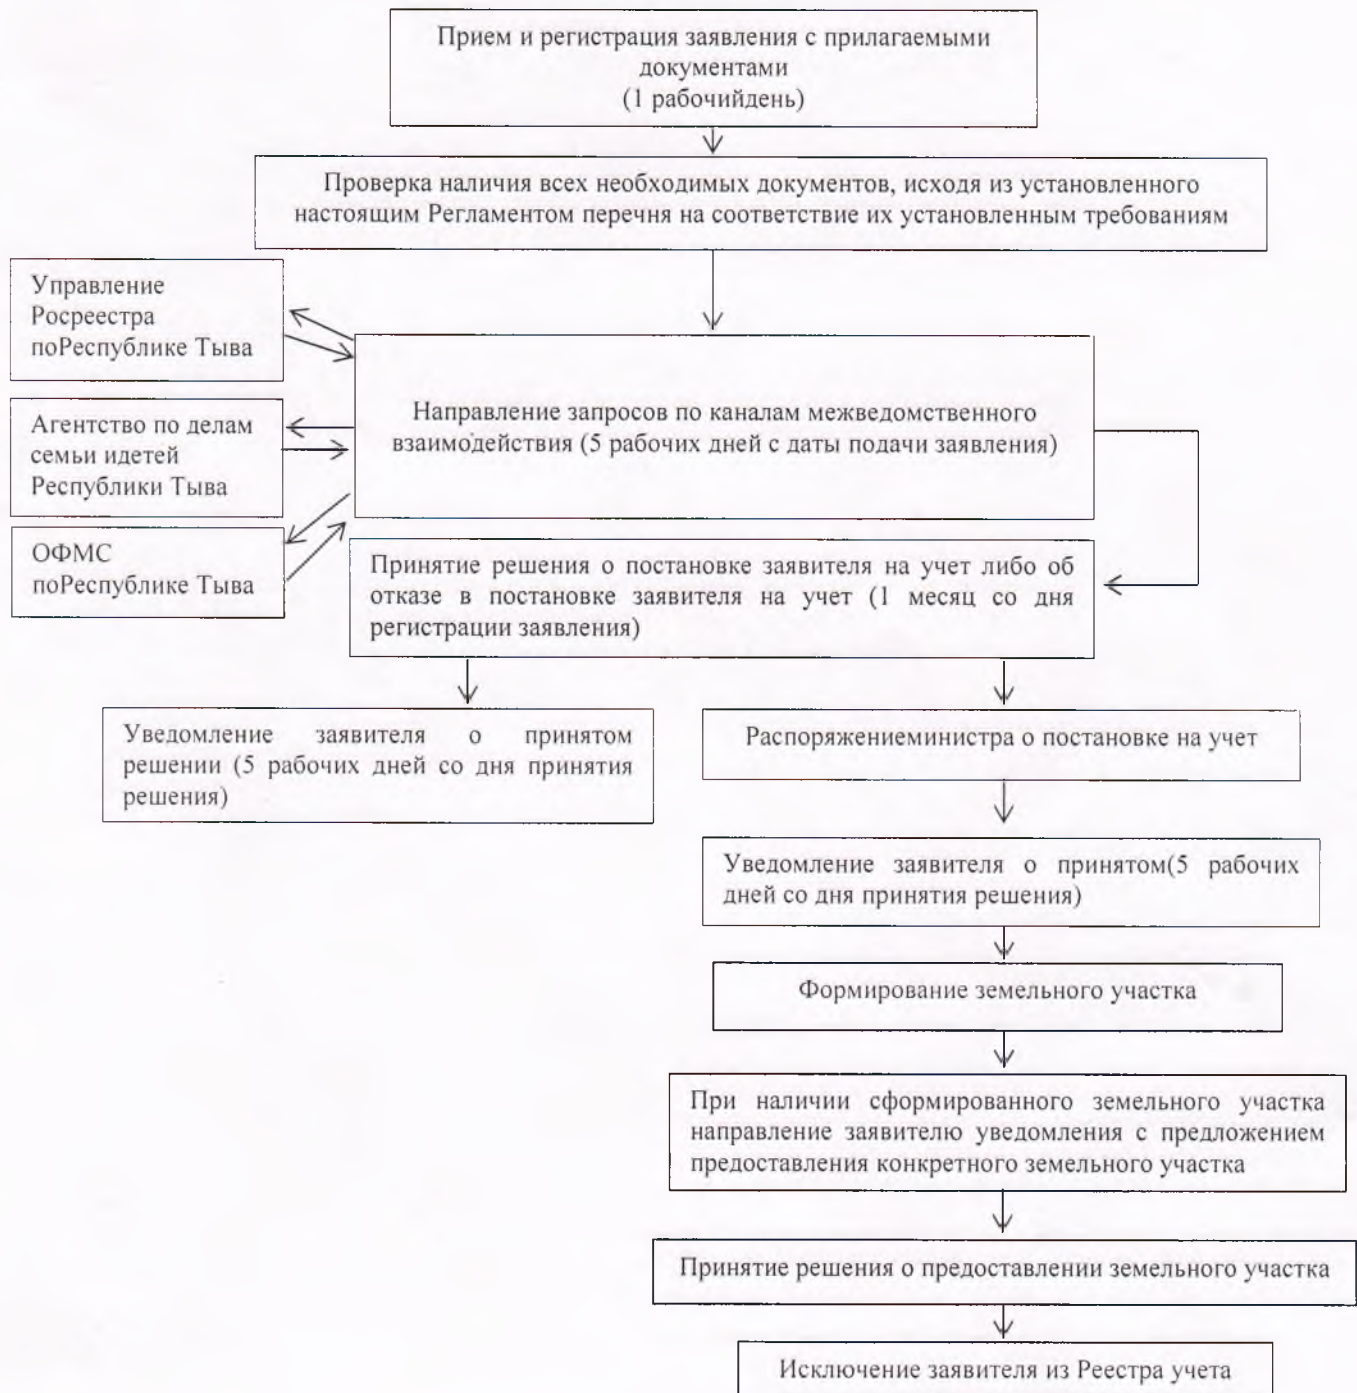 Прием и регистрация заявления с прилагаемыми
документами
(1 рабочийдень)
Проверка наличия всех необходимых документов, исходя из установленного
настоящим Регламентом перечня на соответствие их установленным требованиям
Управление
Росреестра
поРеспублике Тыва
Направление запросов по каналам межведомственного
взаимодействия (5 рабочих дней с даты подачи заявления)
Агентство по делам
семьи идетей
Республики Тыва
ОФМС
поРеспублике Тыва
Принятие решения о постановке заявителя на учет либо об
отказе в постановке заявителя на учет (1 месяц со дня
регистрации заявления)
Уведомление заявителя о принятом
решении (5 рабочих дней со дня принятия
решения)
Распоряжениеминистра о постановке на учет
Уведомление заявителя о принятом(5 рабочих
дней со дня принятия решения)
Формирование земельного участка
При наличии сформированного земельного участка
направление заявителю уведомления с предложением
предоставления конкретного земельного участка
Принятие решения о предоставлении земельного участка
Исключение заявителя из Реестра учета